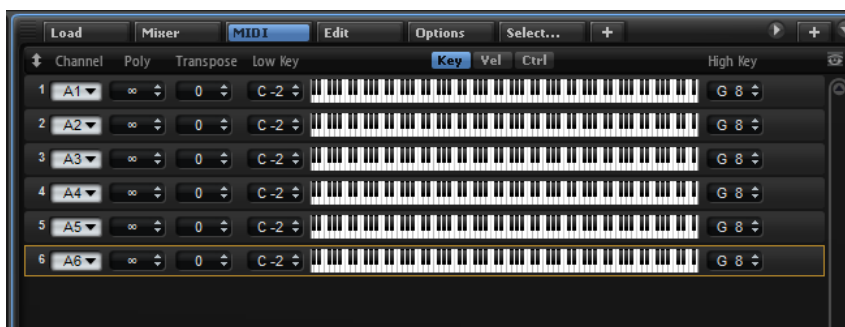 Load Mixer MIDI Edit Options Select... + +
Channel Poly Transpose Low Key Key Vel Ctrl High Key
1 A1 ∞ 0 C -2 G 8
2 A2 ∞ 0 C -2 G 8
3 A3 ∞ 0 C -2 G 8
4 A4 ∞ 0 C -2 G 8
5 A5 ∞ 0 C -2 G 8
6 A6 ∞ 0 C -2 G 8